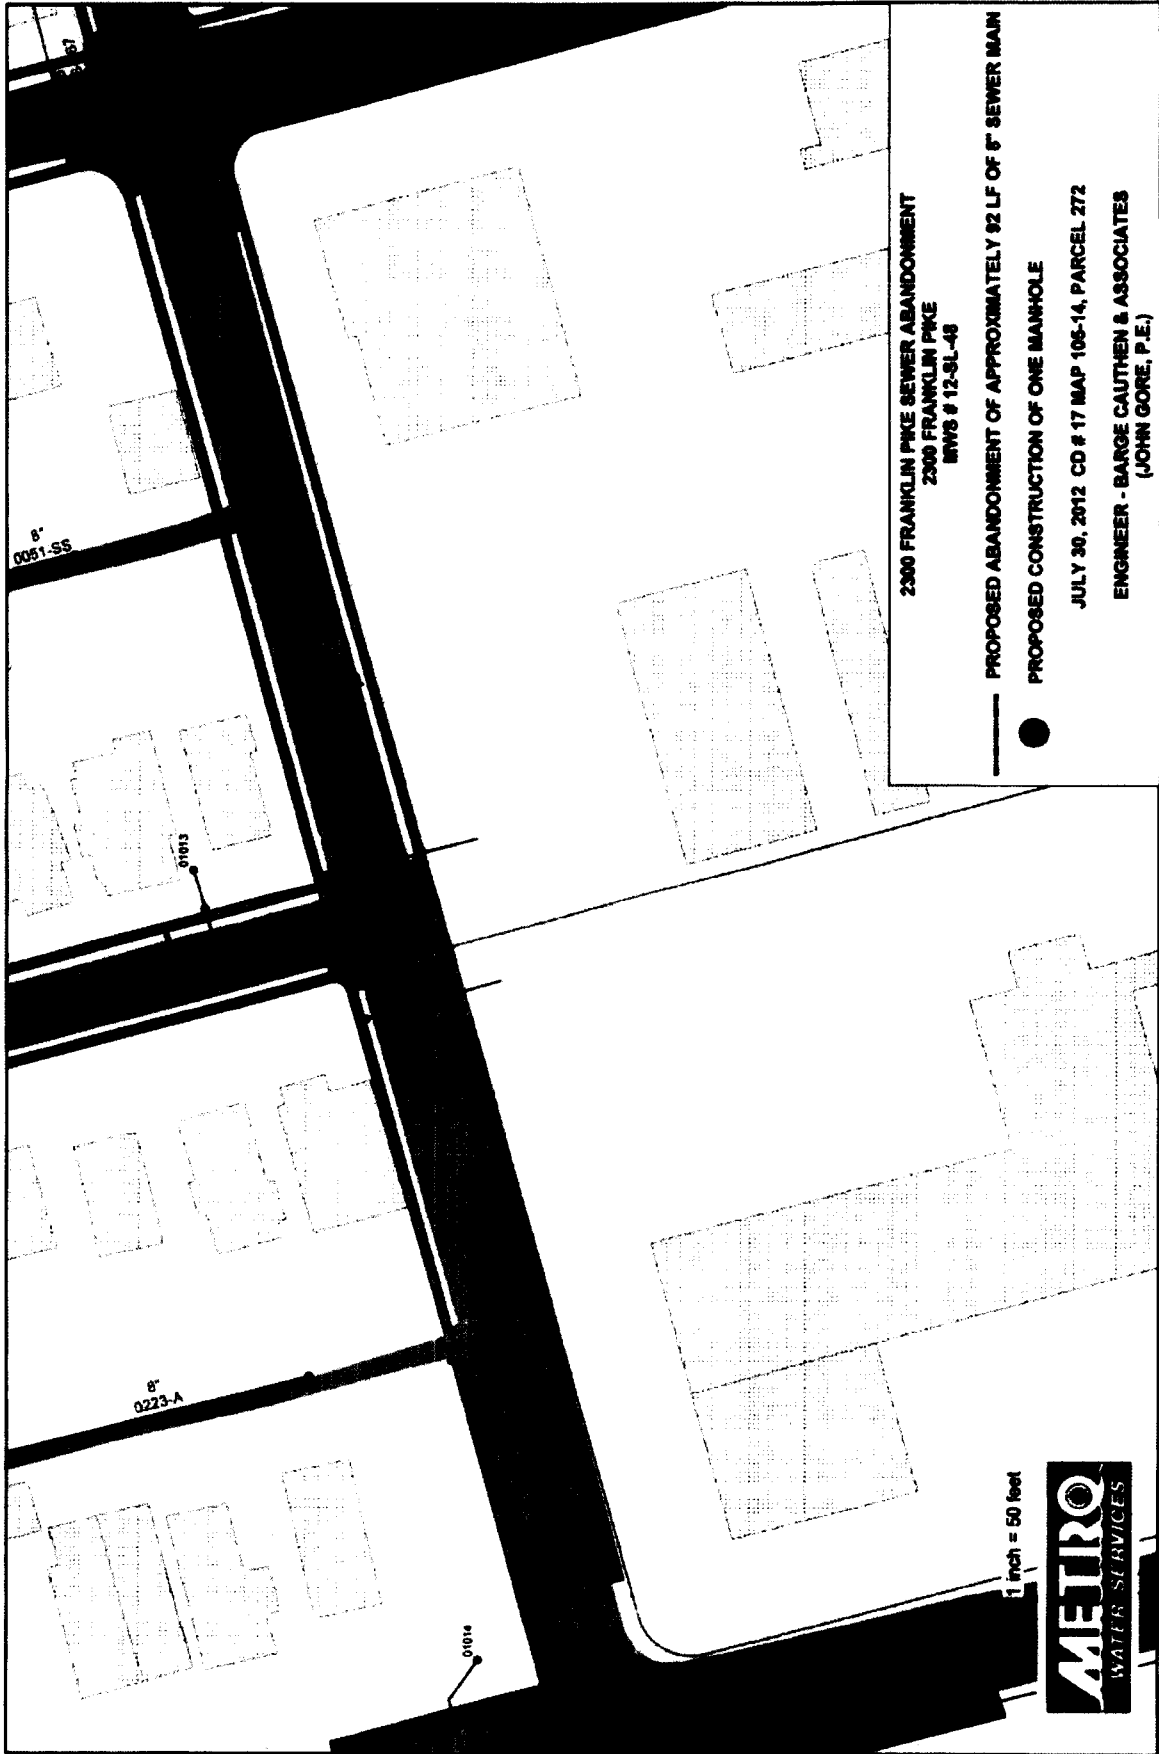 2300 FRANKLIN PIKE SEWER ABANDONMENT
2300 FRANKLIN PIKE
MWS # 12-SL-48
PROPOSED ABANDONMENT OF APPROXIMATELY 92 LF OF 8" SEWER MAIN
PROPOSED CONSTRUCTION OF ONE MANHOLE
JULY 30, 2012 CD # 17 MAP 105-14, PARCEL 272
ENGINEER - BARGE CAUTHEN & ASSOCIATES
(JOHN GORE, P.E.)
8"
0051-SS
01013
8"
0223-A
01014
1 inch = 50 feet
METRO
WATER SERVICES